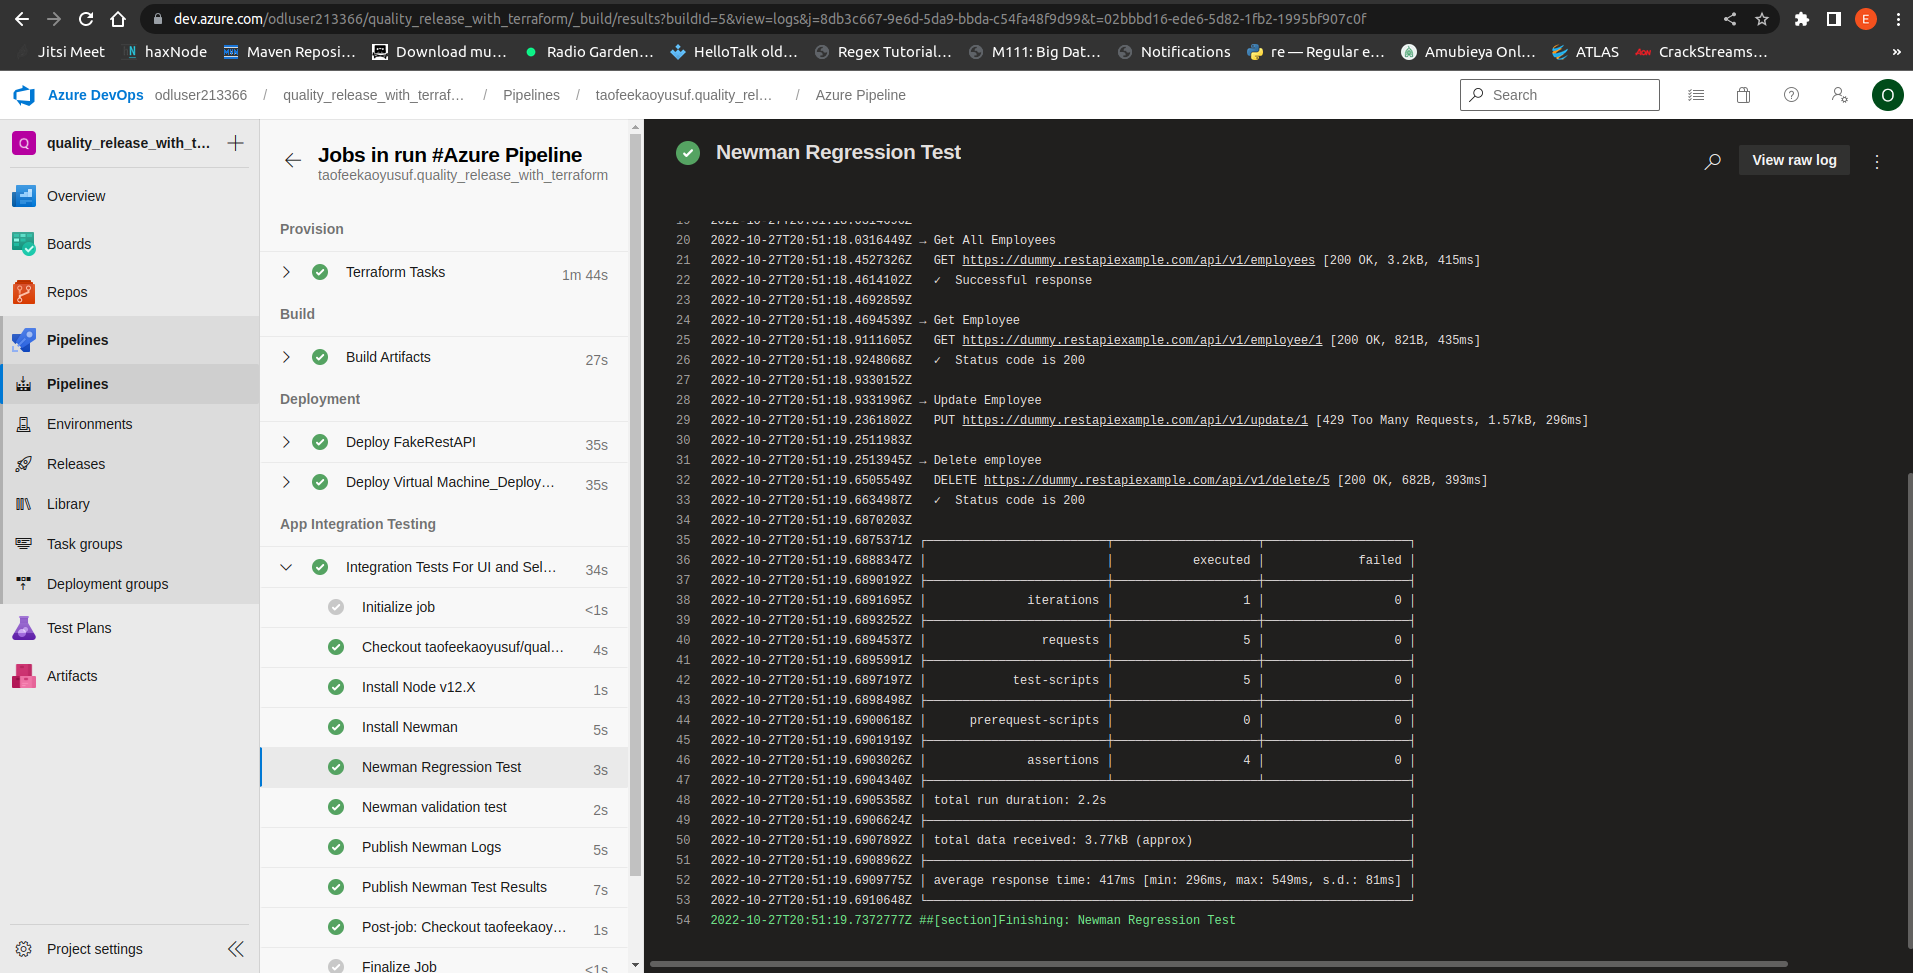 dev.azure.com/odluser213366/quality_release_with_terraform/_build/results?buildId=5&view=logs&j=8db3c667-9e6d-5da9-bbda-c54fa48f9d99&t=02bbbd16-ede6-5d82-1fb2-1995bf907c0f
E
Jitsi Meet
haxNode
Maven Reposi…
Download mu…
Radio Garden…
HelloTalk old…
Regex Tutorial…
M111: Big Dat…
Notifications
re — Regular e…
Amubieya Onl…
ATLAS
CrackStreams…
»
Azure DevOps odluser213366 / quality_release_with_terraf… / Pipelines / taofeekaoyusuf.quality_rel… / Azure Pipeline
Search
O
Q quality_release_with_t…
Overview
Boards
Repos
Pipelines
Pipelines
Environments
Releases
Library
Task groups
Deployment groups
Test Plans
Artifacts
Project settings
Jobs in run #Azure Pipeline
taofeekaoyusuf.quality_release_with_terraform
Provision
Terraform Tasks 1m 44s
Build
Build Artifacts 27s
Deployment
Deploy FakeRestAPI 35s
Deploy Virtual Machine_Deploy… 35s
App Integration Testing
Integration Tests For UI and Sel… 34s
Initialize job <1s
Checkout taofeekaoyusuf/qual… 4s
Install Node v12.X 1s
Install Newman 5s
Newman Regression Test 3s
Newman validation test 2s
Publish Newman Logs 5s
Publish Newman Test Results 7s
Post-job: Checkout taofeekaoy… 1s
Finalize Job <1s
Newman Regression Test
View raw log
20 2022-10-27T20:51:18.0316449Z → Get All Employees
21 2022-10-27T20:51:18.4527326Z GET https://dummy.restapiexample.com/api/v1/employees [200 OK, 3.2kB, 415ms]
22 2022-10-27T20:51:18.4614102Z ✓ Successful response
23 2022-10-27T20:51:18.4692859Z
24 2022-10-27T20:51:18.4694539Z → Get Employee
25 2022-10-27T20:51:18.9111605Z GET https://dummy.restapiexample.com/api/v1/employee/1 [200 OK, 821B, 435ms]
26 2022-10-27T20:51:18.9248068Z ✓ Status code is 200
27 2022-10-27T20:51:18.9330152Z
28 2022-10-27T20:51:18.9331996Z → Update Employee
29 2022-10-27T20:51:19.2361802Z PUT https://dummy.restapiexample.com/api/v1/update/1 [429 Too Many Requests, 1.57kB, 296ms]
30 2022-10-27T20:51:19.2511983Z
31 2022-10-27T20:51:19.2513945Z → Delete employee
32 2022-10-27T20:51:19.6505549Z DELETE https://dummy.restapiexample.com/api/v1/delete/5 [200 OK, 682B, 393ms]
33 2022-10-27T20:51:19.6634987Z ✓ Status code is 200
34 2022-10-27T20:51:19.6870203Z
35 2022-10-27T20:51:19.6875371Z
36 2022-10-27T20:51:19.6888347Z executed failed
37 2022-10-27T20:51:19.6890192Z
38 2022-10-27T20:51:19.6891695Z iterations 1 0
39 2022-10-27T20:51:19.6893252Z
40 2022-10-27T20:51:19.6894537Z requests 5 0
41 2022-10-27T20:51:19.6895991Z
42 2022-10-27T20:51:19.6897197Z test-scripts 5 0
43 2022-10-27T20:51:19.6898498Z
44 2022-10-27T20:51:19.6900618Z prerequest-scripts 0 0
45 2022-10-27T20:51:19.6901919Z
46 2022-10-27T20:51:19.6903026Z assertions 4 0
47 2022-10-27T20:51:19.6904340Z
48 2022-10-27T20:51:19.6905358Z total run duration: 2.2s
49 2022-10-27T20:51:19.6906624Z
50 2022-10-27T20:51:19.6907892Z total data received: 3.77kB (approx)
51 2022-10-27T20:51:19.6908962Z
52 2022-10-27T20:51:19.6909775Z average response time: 417ms [min: 296ms, max: 549ms, s.d.: 81ms]
53 2022-10-27T20:51:19.6910648Z
54 2022-10-27T20:51:19.7372777Z ##[section]Finishing: Newman Regression Test